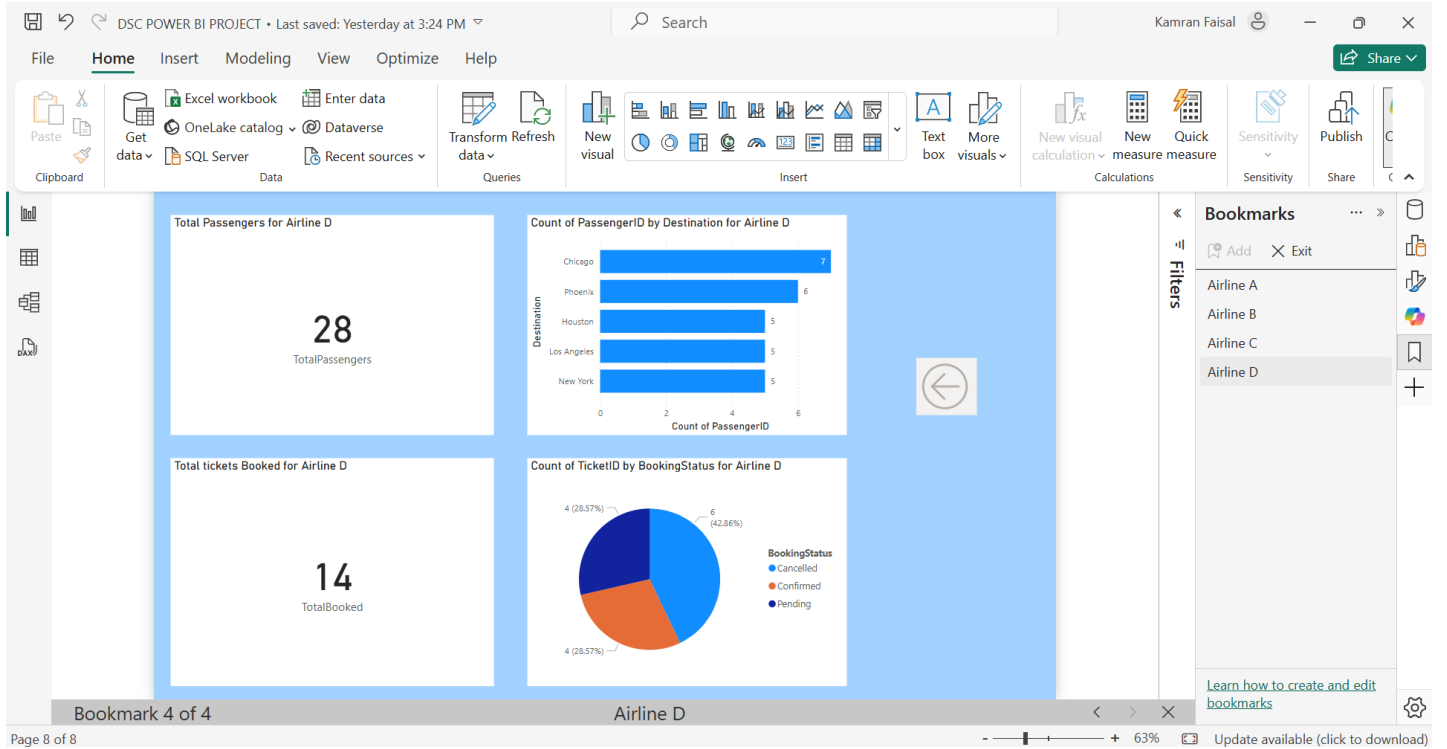 DSC POWER BI PROJECT • Last saved: Yesterday at 3:24 PM
Search
Kamran Faisal
File Home Insert Modeling View Optimize Help
Share
Paste
Clipboard
Get data
Excel workbook
OneLake catalog
SQL Server
Enter data
Dataverse
Recent sources
Data
Transform data
Refresh
Queries
New visual
123
A
Text box
More visuals
Insert
fx
New visual calculation
New measure
Quick measure
Calculations
Sensitivity
Sensitivity
Publish
Share
C
C
DAX
Total Passengers for Airline D
28
TotalPassengers
Count of PassengerID by Destination for Airline D
Destination
Chicago 7
Phoenix 6
Houston 5
Los Angeles 5
New York 5
0 2 4 6
Count of PassengerID
Total tickets Booked for Airline D
14
TotalBooked
Count of TicketID by BookingStatus for Airline D
4 (28.57%)
6
(42.86%)
4 (28.57%)
BookingStatus
Cancelled
Confirmed
Pending
Filters
Bookmarks
Add Exit
Airline A
Airline B
Airline C
Airline D
Learn how to create and edit
bookmarks
Bookmark 4 of 4 Airline D
Page 8 of 8
- + 63% Update available (click to download)